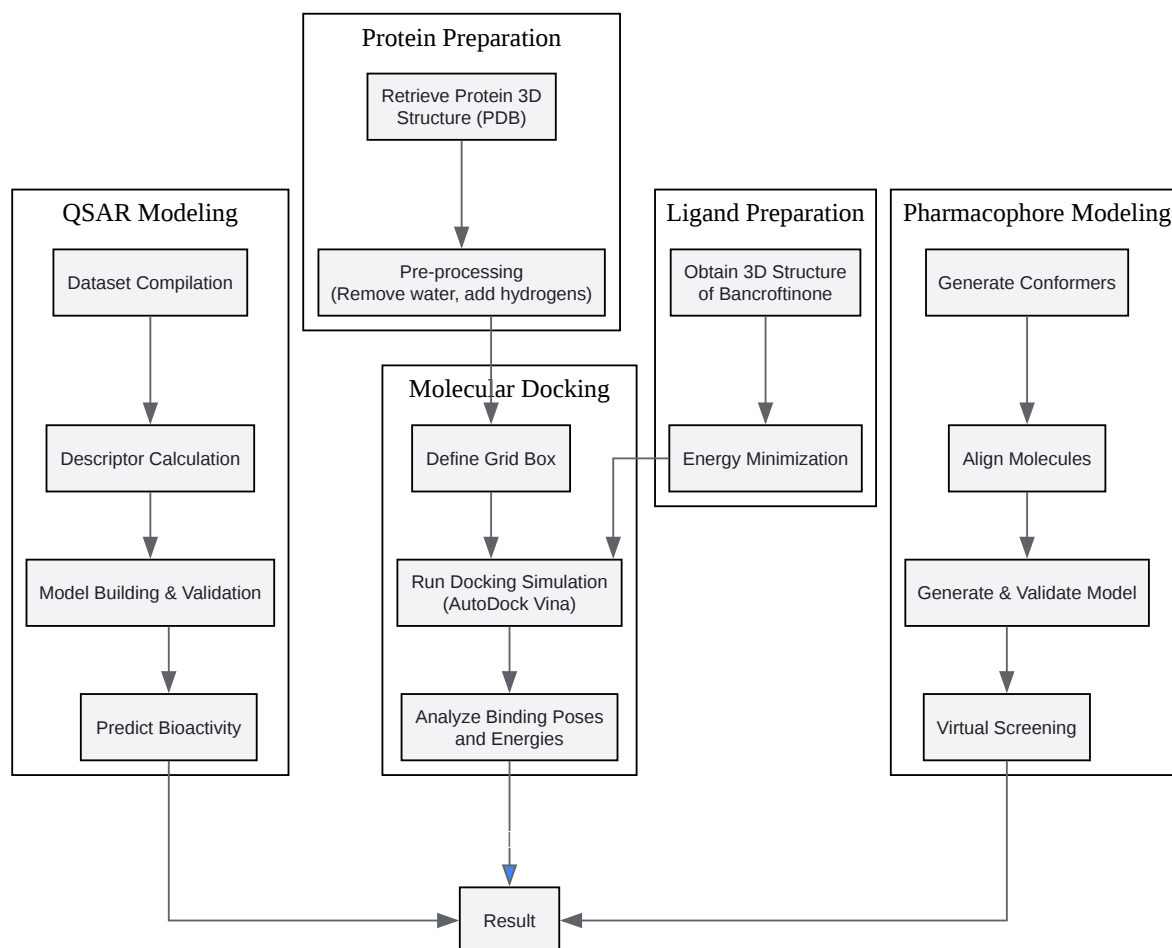 Protein Preparation
Retrieve Protein 3D
Structure (PDB)
Pre-processing
(Remove water, add hydrogens)
QSAR Modeling
Dataset Compilation
Descriptor Calculation
Model Building & Validation
Predict Bioactivity
Molecular Docking
Define Grid Box
Run Docking Simulation
(AutoDock Vina)
Analyze Binding Poses
and Energies
Ligand Preparation
Obtain 3D Structure
of Bancroftinone
Energy Minimization
Pharmacophore Modeling
Generate Conformers
Align Molecules
Generate & Validate Model
Virtual Screening
Result